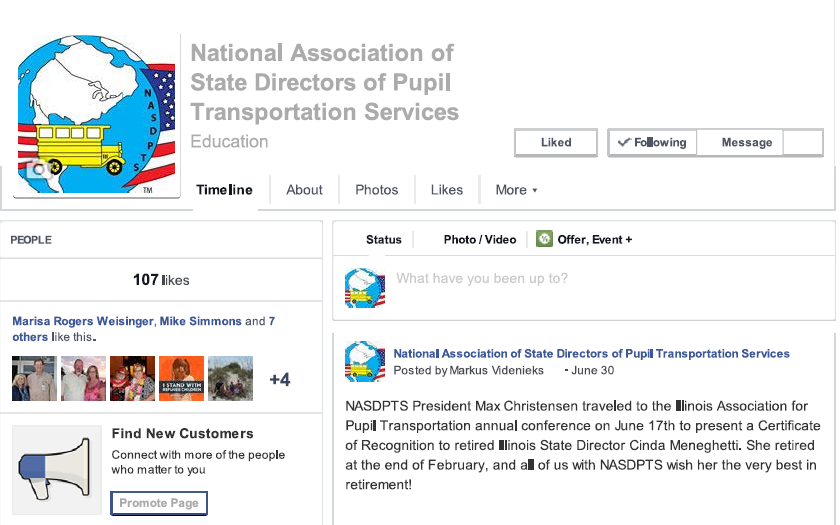 NASDPTS
TM
National Association of
State Directors of Pupil
Transportation Services
Education
Liked
Following
Message
Timeline
About
Photos
Likes
More
PEOPLE
107 likes
Marisa Rogers Weisinger, Mike Simmons and 7
others like this.
I STAND WITH
REFUGEE CHILDREN
+4
Find New Customers
Connect with more of the people
who matter to you
Promote Page
Status
Photo / Video
Offer, Event +
What have you been up to?
National Association of State Directors of Pupil Transportation Services
Posted by Markus Videnieks - June 30
NASDPTS President Max Christensen traveled to the Illinois Association for
Pupil Transportation annual conference on June 17th to present a Certificate
of Recognition to retired Illinois State Director Cinda Meneghetti. She retired
at the end of February, and all of us with NASDPTS wish her the very best in
retirement!